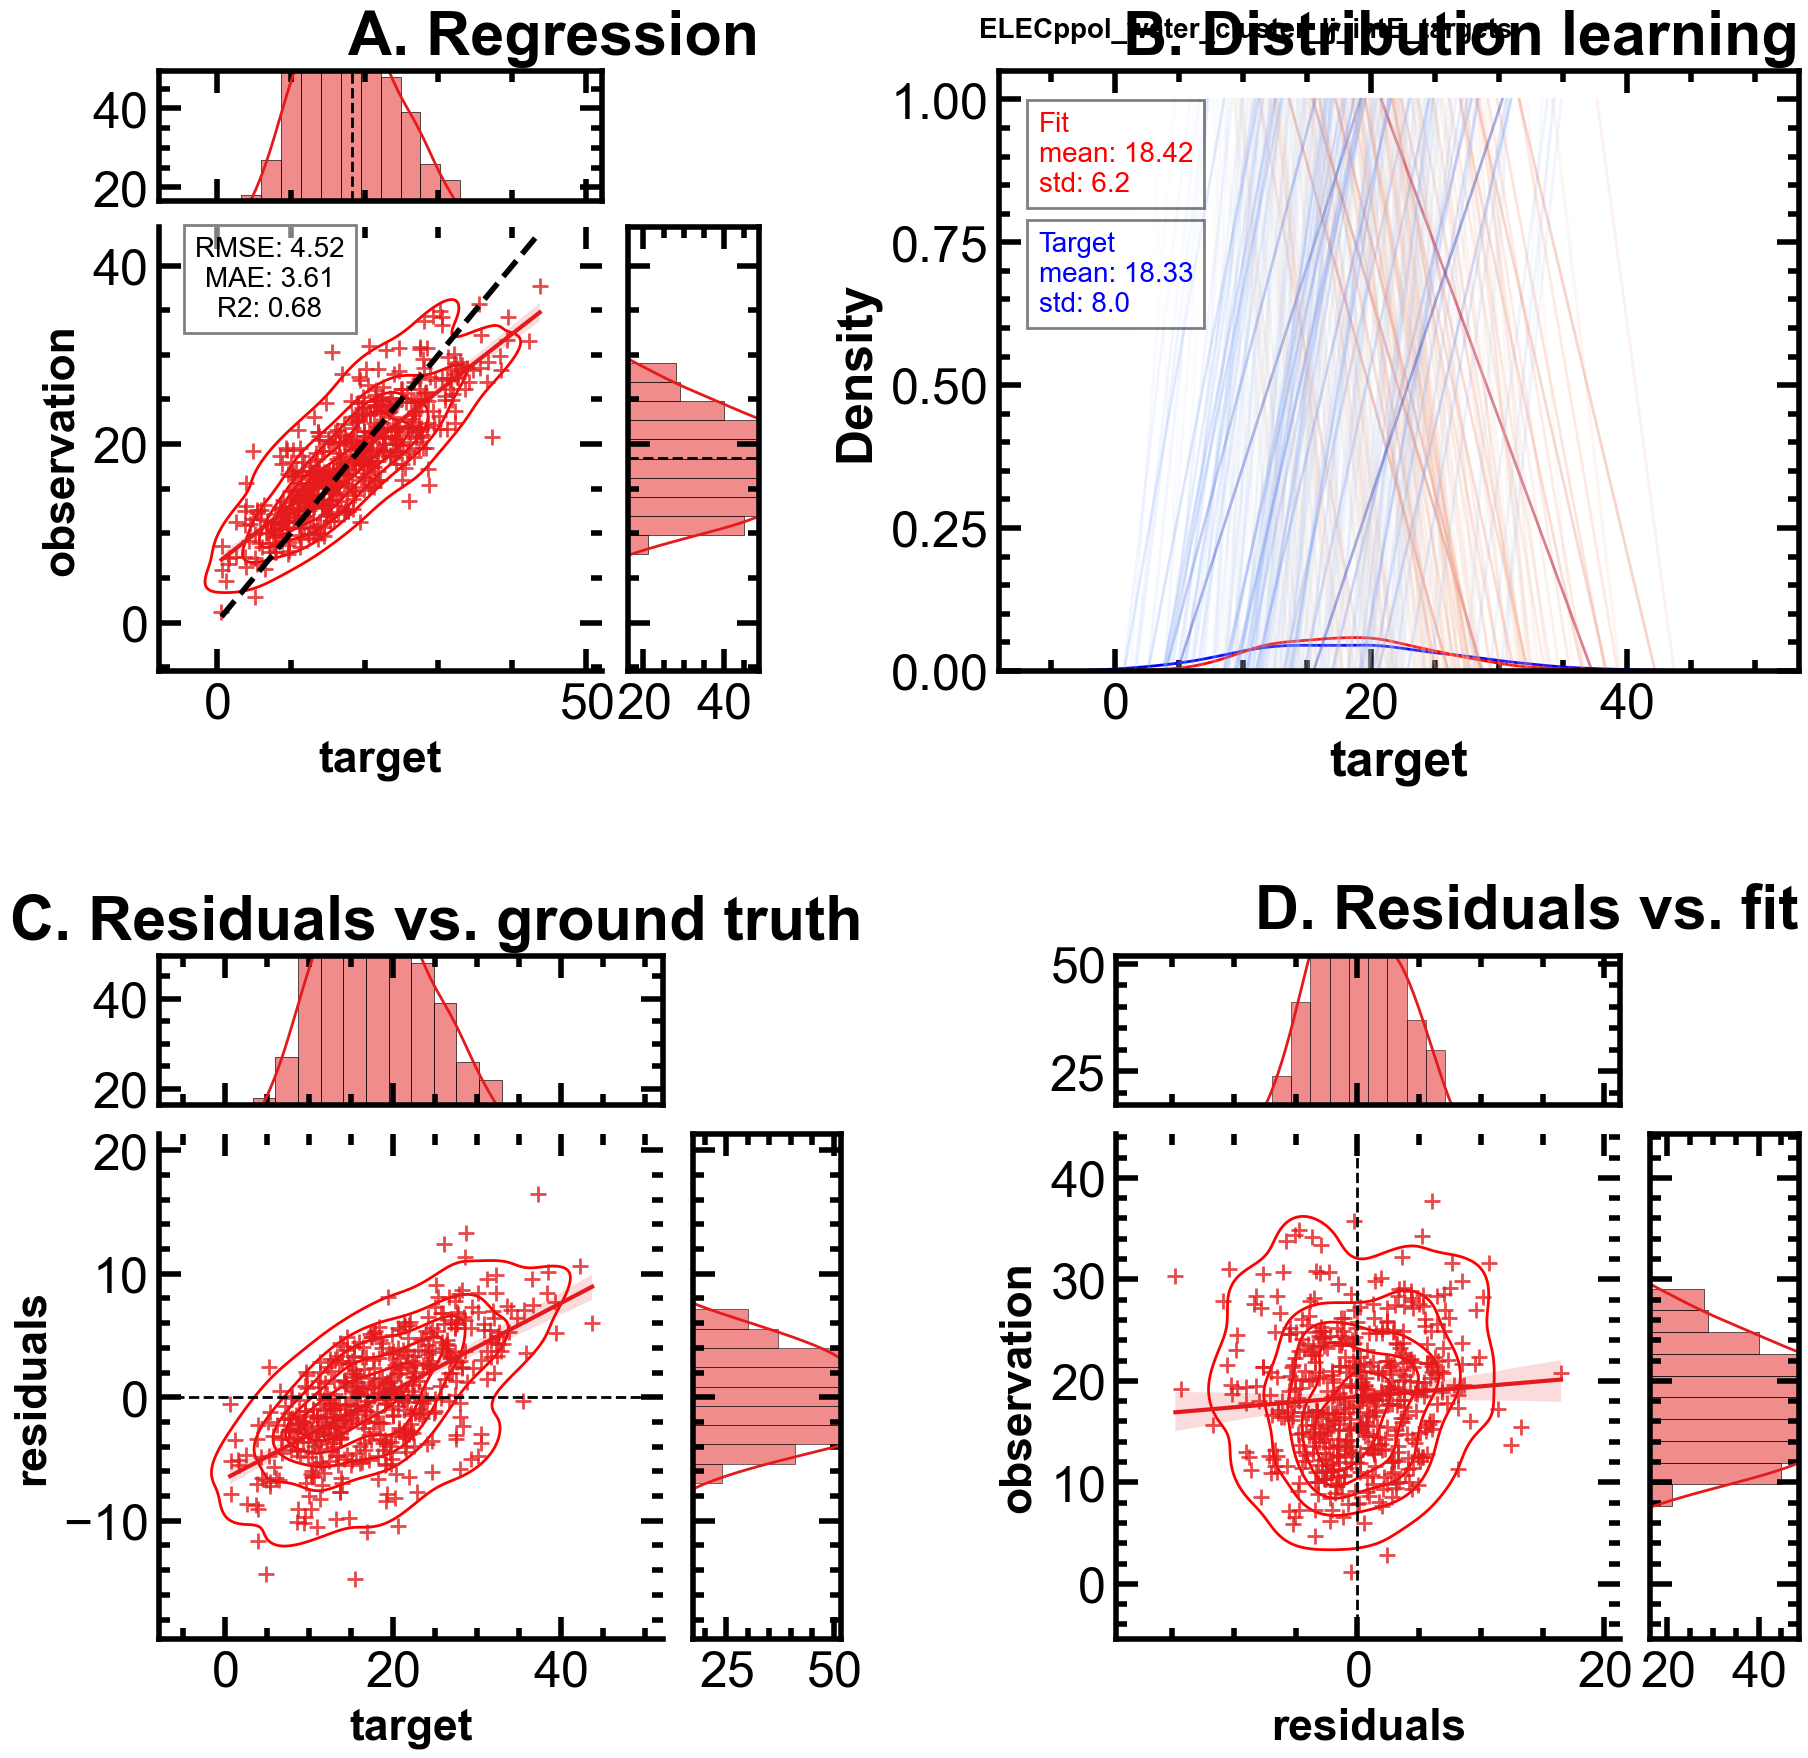 A. Regression
40
20
RMSE: 4.52
MAE: 3.61
R2: 0.68
40
20
0
observation
0
50
20
40
target
B. Distribution learning
1.00
0.75
0.50
0.25
0.00
Density
Fit
mean: 18.42
std: 6.2
Target
mean: 18.33
std: 8.0
0
20
40
target
C. Residuals vs. ground truth
40
20
20
10
0
−10
residuals
0
20
40
25
50
target
D. Residuals vs. fit
50
25
40
30
20
10
0
observation
0
20
20
40
residuals